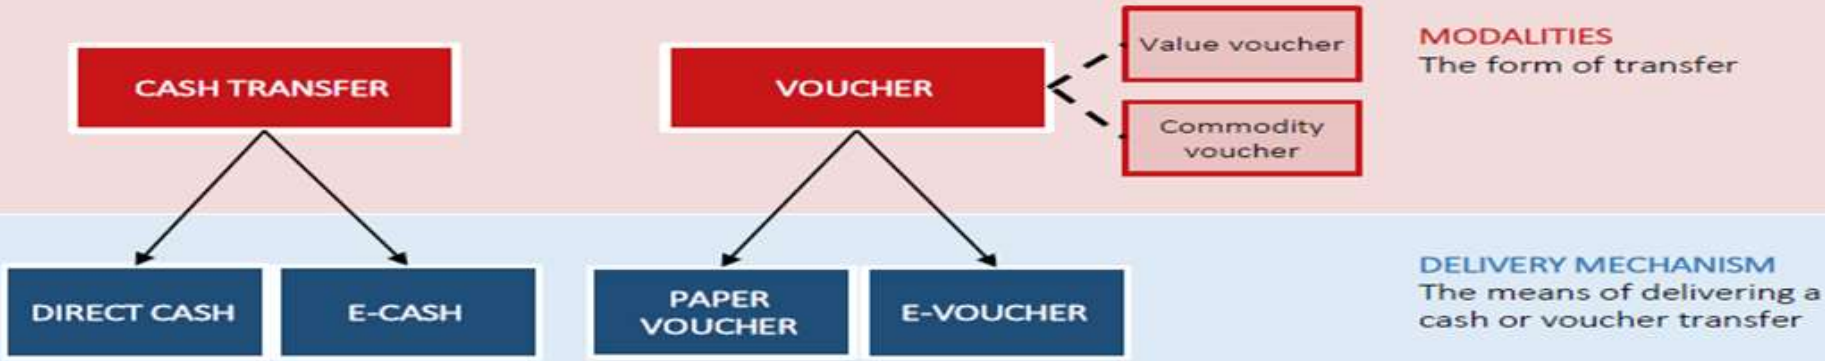 CASH TRANSFER
VOUCHER
Value voucher
Commodity
voucher
MODALITIES
The form of transfer
DIRECT CASH
E-CASH
PAPER
VOUCHER
E-VOUCHER
DELIVERY MECHANISM
The means of delivering a
cash or voucher transfer